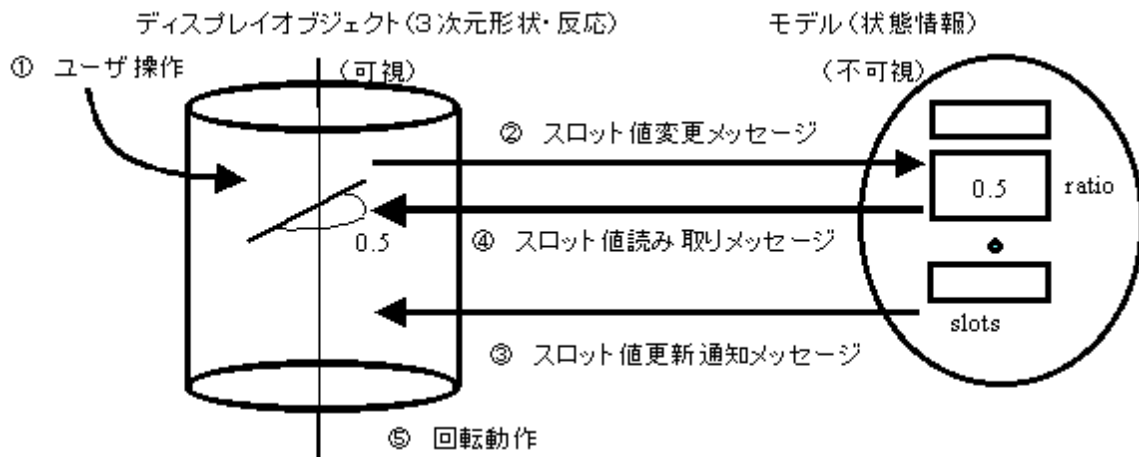 ディスプレイオブジェクト(3次元形状・反応)
モデル(状態情報)
① ユーザ操作
(可視)
(不可視)
② スロット値変更メッセージ
0.5
ratio
0.5
④ スロット値読み取りメッセージ
slots
③ スロット値更新通知メッセージ
⑤ 回転動作